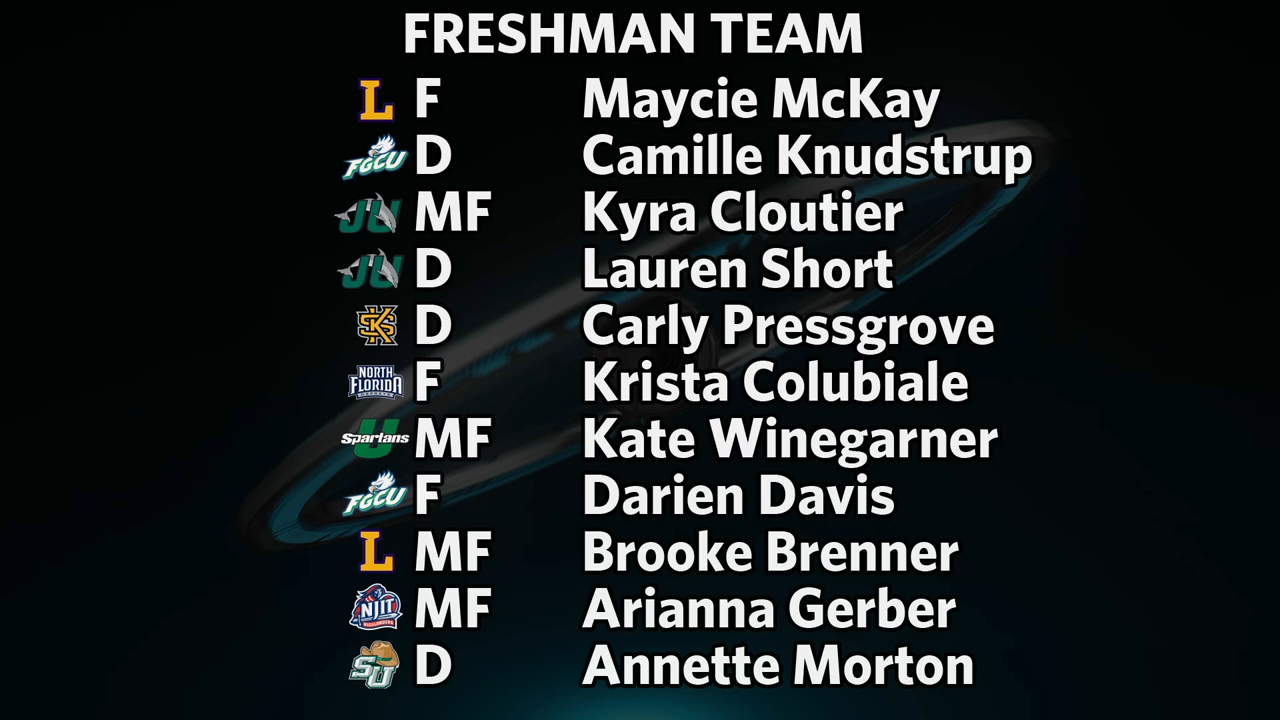 FRESHMAN TEAM
L F Maycie McKay
FGCU D Camille Knudstrup
JU MF Kyra Cloutier
JU D Lauren Short
KS D Carly Pressgrove
NORTH FLORIDA F Krista Colubiale
Spartans U MF Kate Winegarner
FGCU F Darien Davis
L MF Brooke Brenner
NJIT HIGHLANDERS MF Arianna Gerber
SU D Annette Morton